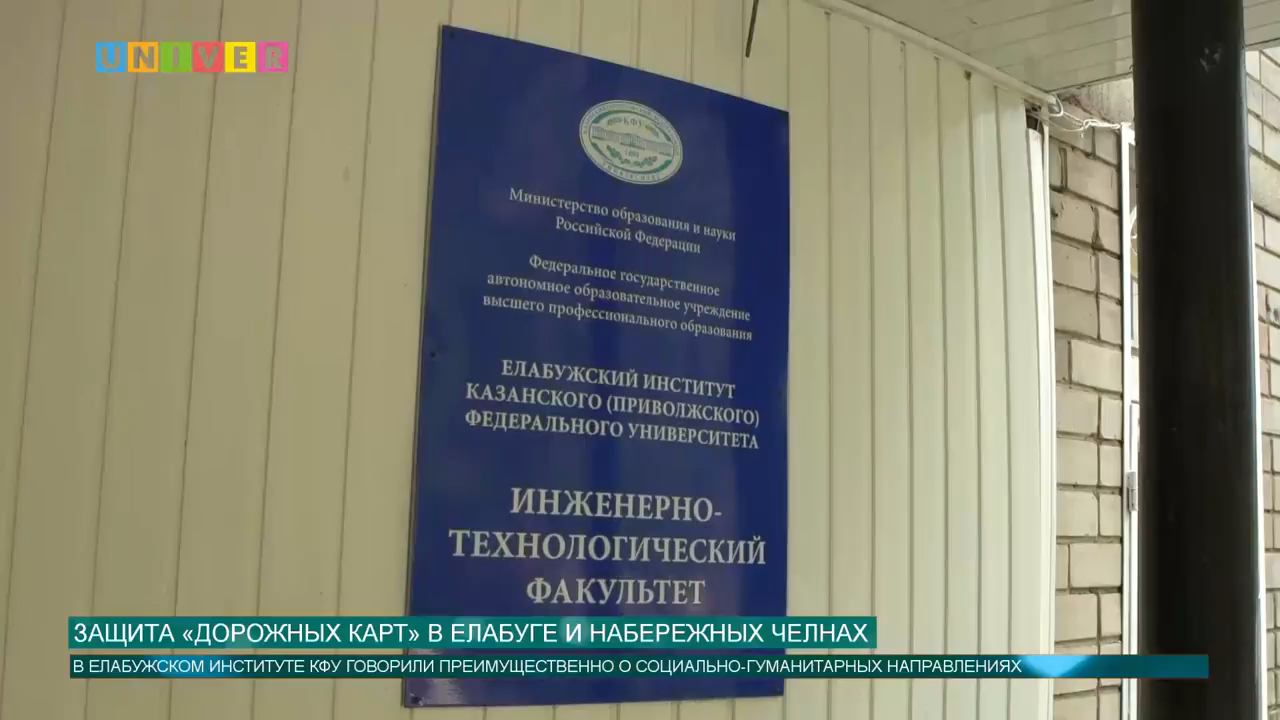 UNIVER
КФУ
Министерство образования и науки
Российской Федерации
Федеральное государственное
автономное образовательное учреждение
высшего профессионального образования
ЕЛАБУЖСКИЙ ИНСТИТУТ
КАЗАНСКОГО (ПРИВОЛЖСКОГО)
ФЕДЕРАЛЬНОГО УНИВЕРСИТЕТА
ИНЖЕНЕРНО-
ТЕХНОЛОГИЧЕСКИЙ
ФАКУЛЬТЕТ
ЗАЩИТА «ДОРОЖНЫХ КАРТ» В ЕЛАБУГЕ И НАБЕРЕЖНЫХ ЧЕЛНАХ
В ЕЛАБУЖСКОМ ИНСТИТУТЕ КФУ ГОВОРИЛИ ПРЕИМУЩЕСТВЕННО О СОЦИАЛЬНО-ГУМАНИТАРНЫХ НАПРАВЛЕНИЯХ